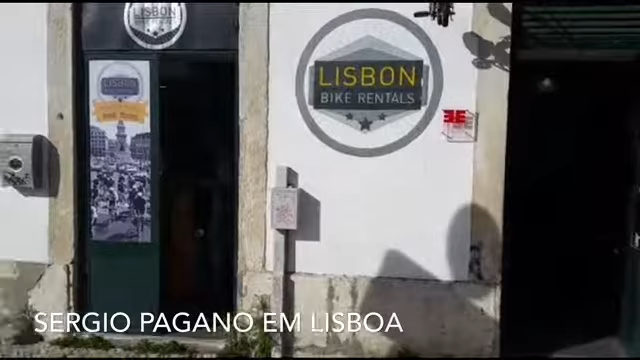 LISBON
LISBON
LISBON
BIKE RENTALS
SERGIO PAGANO EM LISBOA